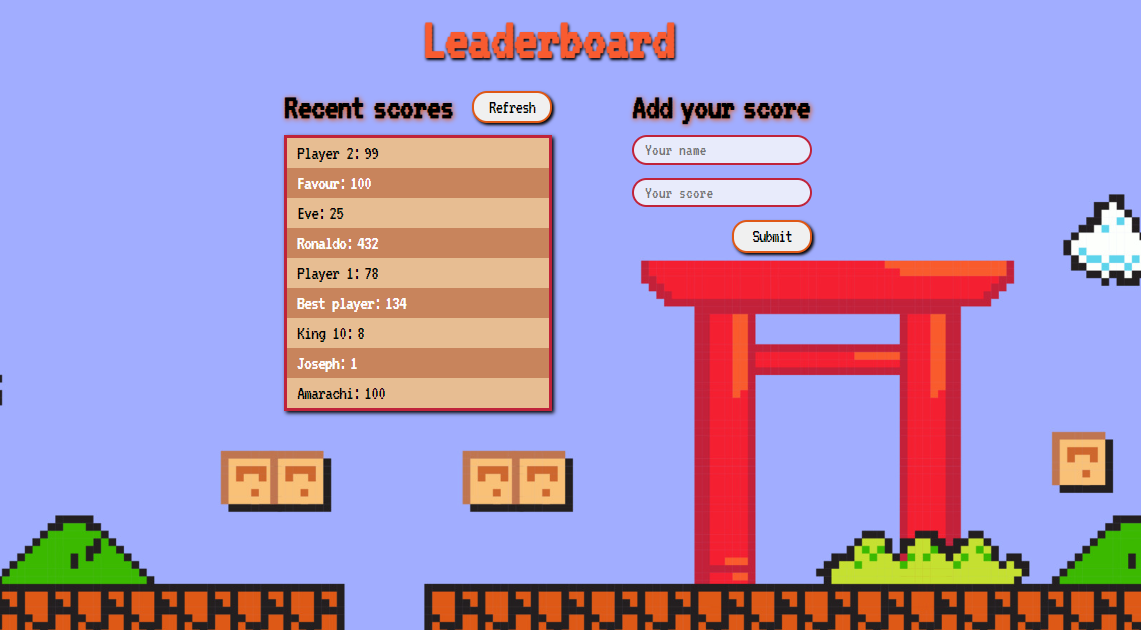 Leaderboard
Recent scores
Refresh
Player 2: 99
Favour: 100
Eve: 25
Ronaldo: 432
Player 1: 78
Best player: 134
King 10: 8
Joseph: 1
Amarachi: 100
Add your score
Your name
Your score
Submit